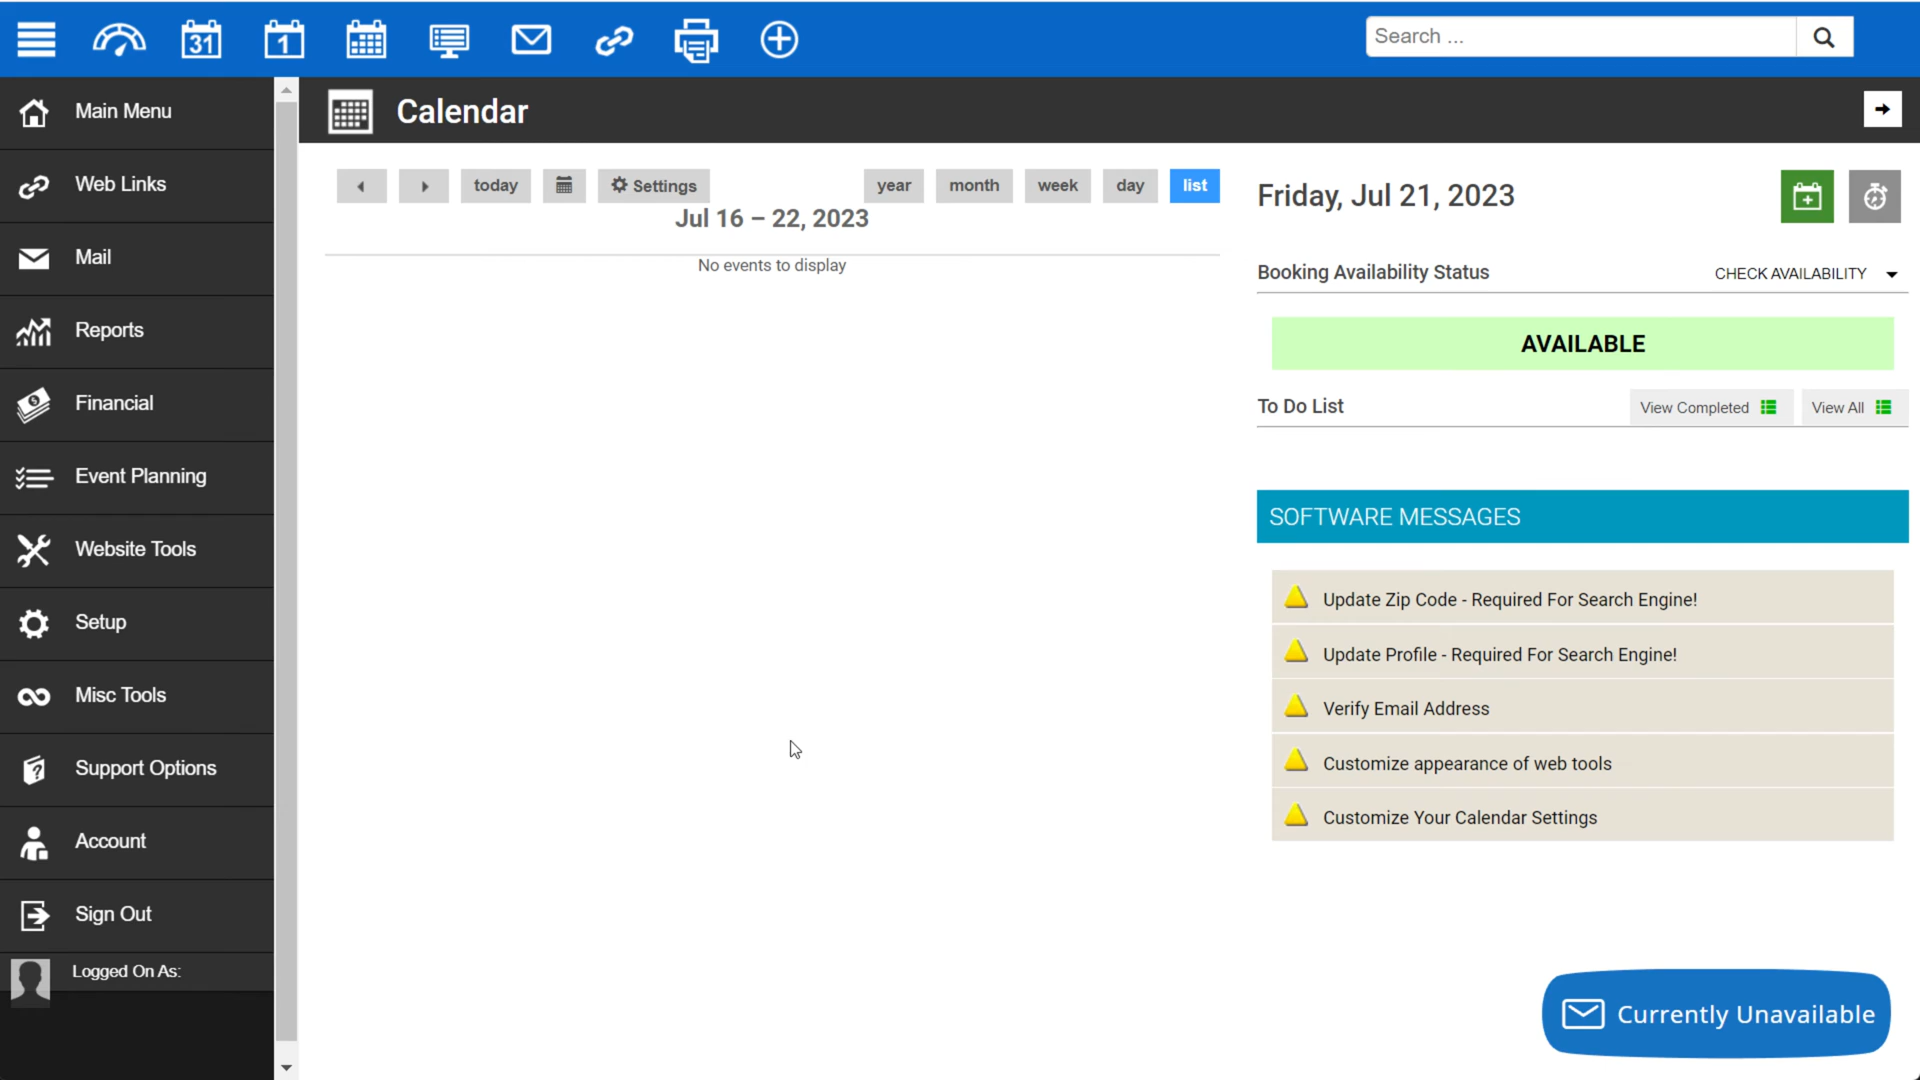 31
1
Search ...
Main Menu
Web Links
Mail
Reports
Financial
Event Planning
Website Tools
Setup
Misc Tools
Support Options
Account
Sign Out
Logged On As:
Calendar
today
Settings
year
month
week
day
list
Jul 16 – 22, 2023
No events to display
Friday, Jul 21, 2023
Booking Availability Status
CHECK AVAILABILITY
AVAILABLE
To Do List
View Completed
View All
SOFTWARE MESSAGES
Update Zip Code - Required For Search Engine!
Update Profile - Required For Search Engine!
Verify Email Address
Customize appearance of web tools
Customize Your Calendar Settings
Currently Unavailable